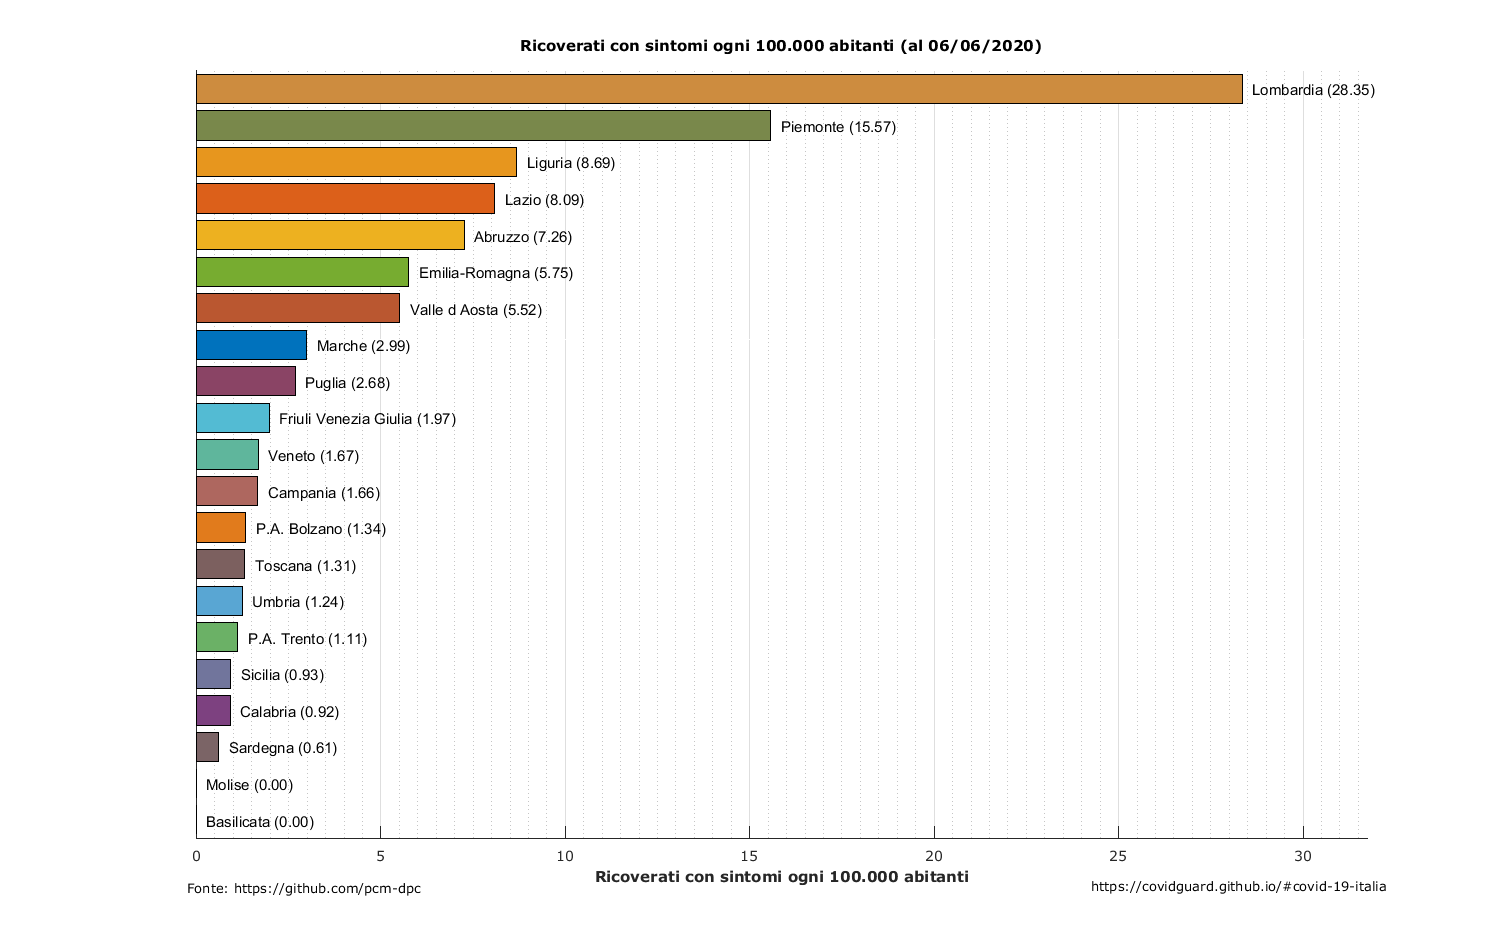 Ricoverati con sintomi ogni 100.000 abitanti (al 06/06/2020)
Lombardia (28.35)
Piemonte (15.57)
Liguria (8.69)
Lazio (8.09)
Abruzzo (7.26)
Emilia-Romagna (5.75)
Valle d Aosta (5.52)
Marche (2.99)
Puglia (2.68)
Friuli Venezia Giulia (1.97)
Veneto (1.67)
Campania (1.66)
P.A. Bolzano (1.34)
Toscana (1.31)
Umbria (1.24)
P.A. Trento (1.11)
Sicilia (0.93)
Calabria (0.92)
Sardegna (0.61)
Molise (0.00)
Basilicata (0.00)
0 5 10 15 20 25 30
Ricoverati con sintomi ogni 100.000 abitanti
Fonte: https://github.com/pcm-dpc
https://covidguard.github.io/#covid-19-italia